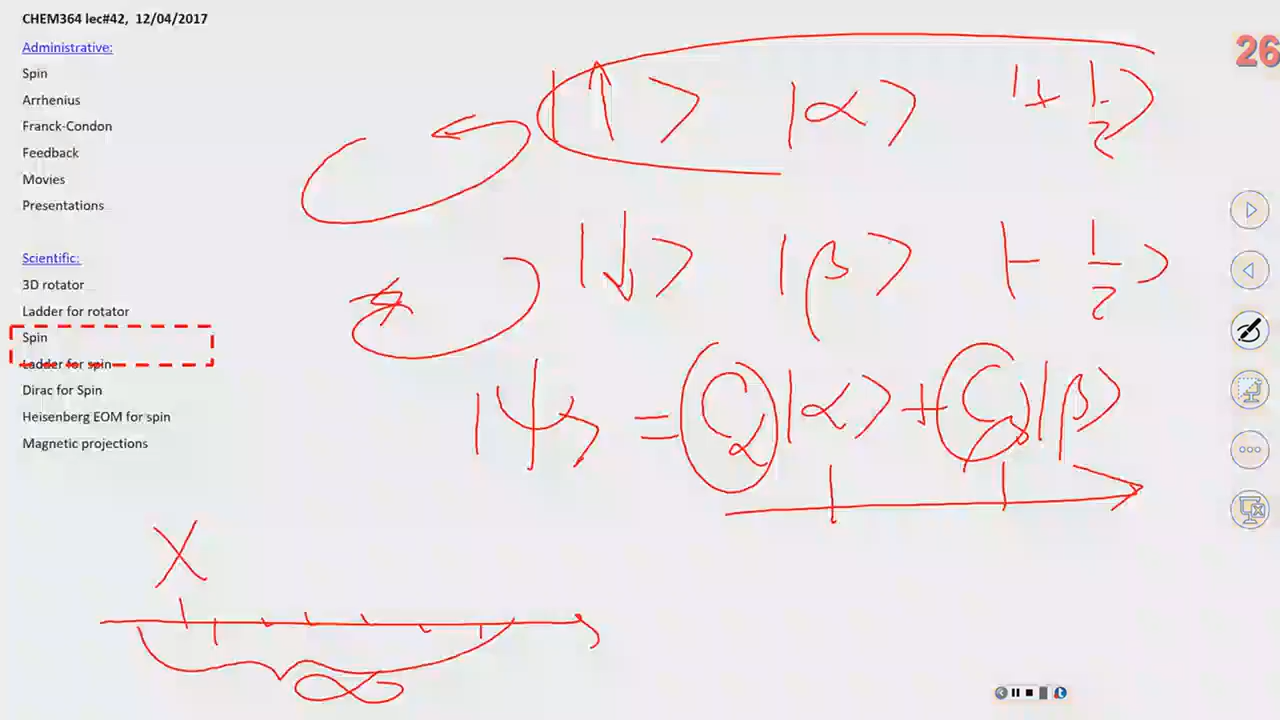 CHEM364 lec#42, 12/04/2017
Administrative:
Spin
Arrhenius
Franck-Condon
Feedback
Movies
Presentations
Scientific:
3D rotator
Ladder for rotator
Spin
Ladder for spin
Dirac for Spin
Heisenberg EOM for spin
Magnetic projections
26
|↑⟩ |α⟩ |+ 1/2⟩
|↓⟩ |β⟩ |- 1/2⟩
|ψ⟩ = C_α |α⟩ + C_β |β⟩
X
∞